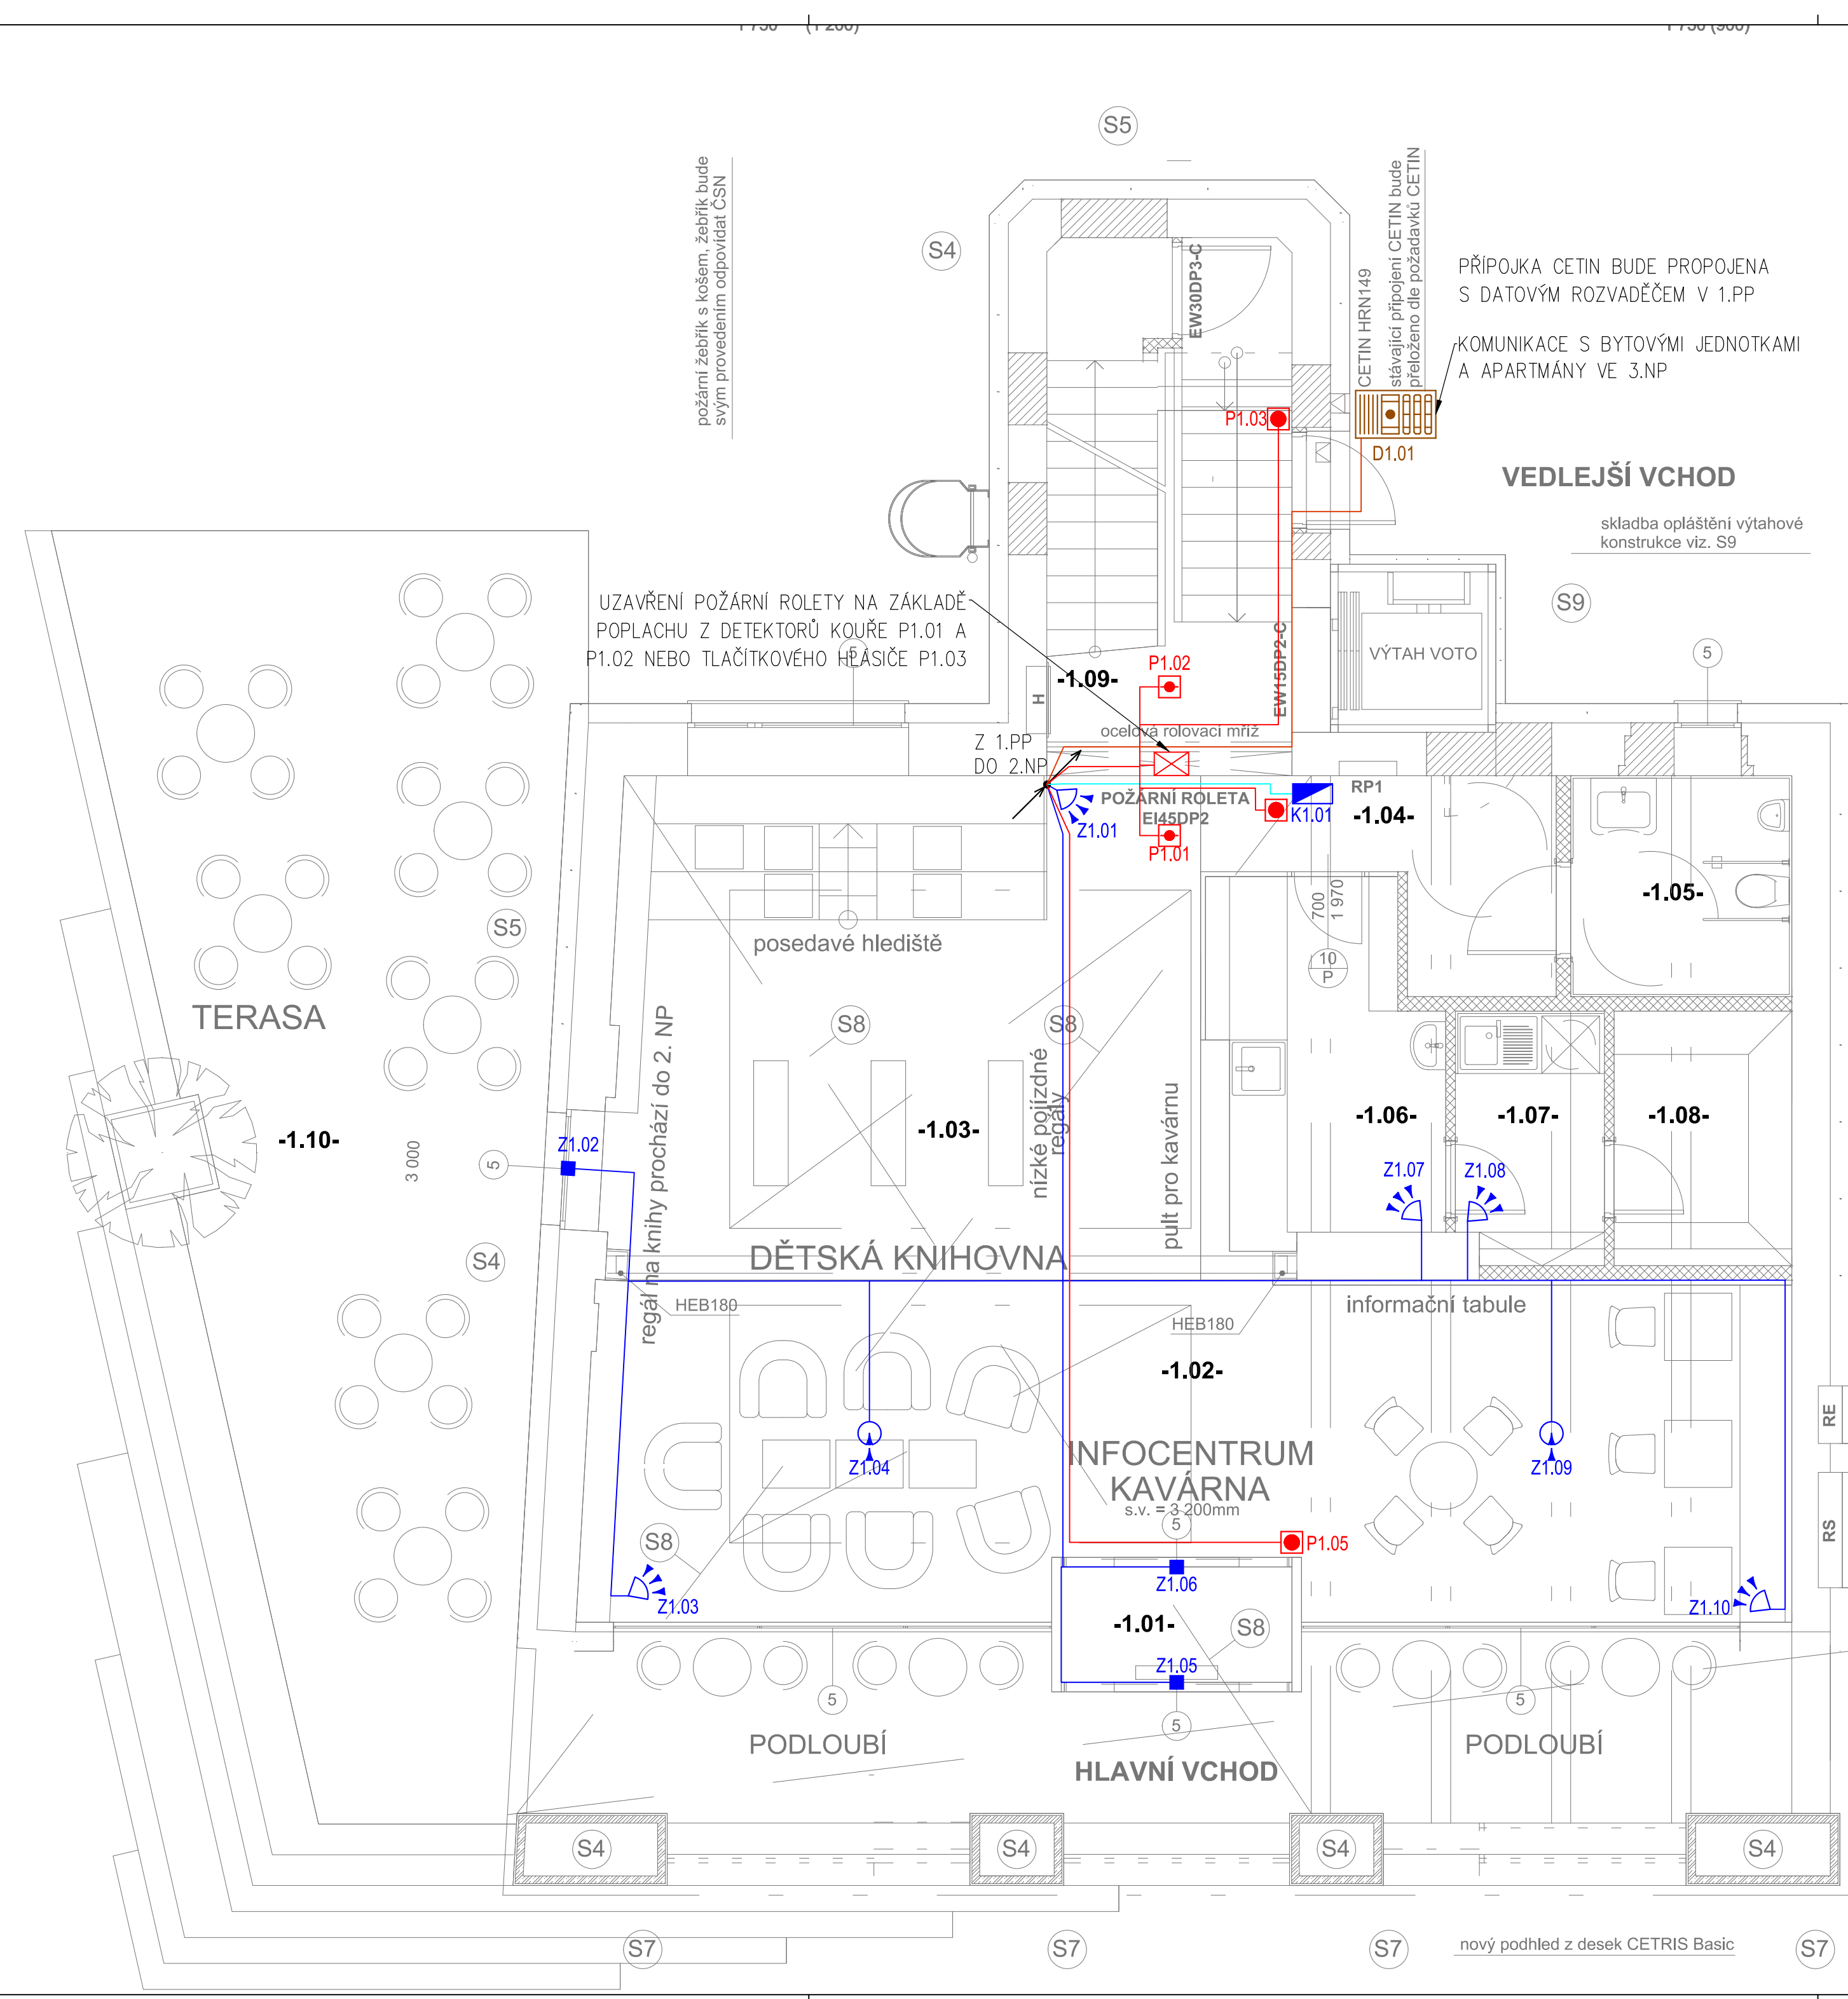 S5
požární žebřík s košem, žebřík bude
svým provedením odpovídat ČSN
S4
EW30DP3-C
CETIN HRN149
stávající připojení CETIN bude
přeloženo dle požadavků CETIN
PŘÍPOJKA CETIN BUDE PROPOJENA
S DATOVÝM ROZVADĚČEM V 1.PP
KOMUNIKACE S BYTOVÝMI JEDNOTKAMI
A APARTMÁNY VE 3.NP
P1.03
D1.01
VEDLEJŠÍ VCHOD
skladba opláštění výtahové
konstrukce viz. S9
S9
UZAVŘENÍ POŽÁRNÍ ROLETY NA ZÁKLADĚ
POPLACHU Z DETEKTORŮ KOUŘE P1.01 A
P1.02 NEBO TLAČÍTKOVÉHO HLÁSIČE P1.03
5
P1.02
-1.09-
H
EW15DP2-C
VÝTAH VOTO
5
ocelová rolovací mříž
Z 1.PP
DO 2.NP
POŽÁRNÍ ROLETA
EI45DP2
Z1.01
P1.01
K1.01
RP1
-1.04-
-1.05-
700
1 970
10
P
posedavé hlediště
S5
TERASA
S8
S8
regál na knihy prochází do 2. NP
nízké pojízdné
regály
pult pro kavárnu
-1.03-
-1.06-
-1.07-
-1.08-
-1.10-
3 000
5
Z1.02
Z1.07
Z1.08
S4
DĚTSKÁ KNIHOVNA
HEB180
HEB180
informační tabule
-1.02-
INFOCENTRUM
KAVÁRNA
s.v. = 3 200mm
5
Z1.04
Z1.09
RE
RS
S8
P1.05
Z1.03
Z1.06
-1.01-
S8
Z1.05
Z1.10
5
5
5
PODLOUBÍ
HLAVNÍ VCHOD
PODLOUBÍ
S4
S4
S4
S4
S7
S7
S7
nový podhled z desek CETRIS Basic
S7